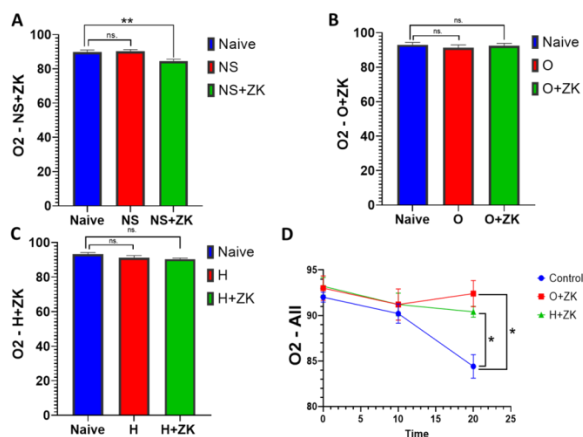 A
**
ns.
O2 - NS+ZK
100
80
60
40
20
0
Naive NS NS+ZK
Naive
NS
NS+ZK
B
ns.
ns.
O2 - O+ZK
100
80
60
40
20
0
Naive O O+ZK
Naive
O
O+ZK
C
ns.
ns.
O2 - H+ZK
100
80
60
40
20
0
Naive H H+ZK
Naive
H
H+ZK
D
O2 - All
95
90
85
80
0 5 10 15 20 25
Time
* *
Control
O+ZK
H+ZK